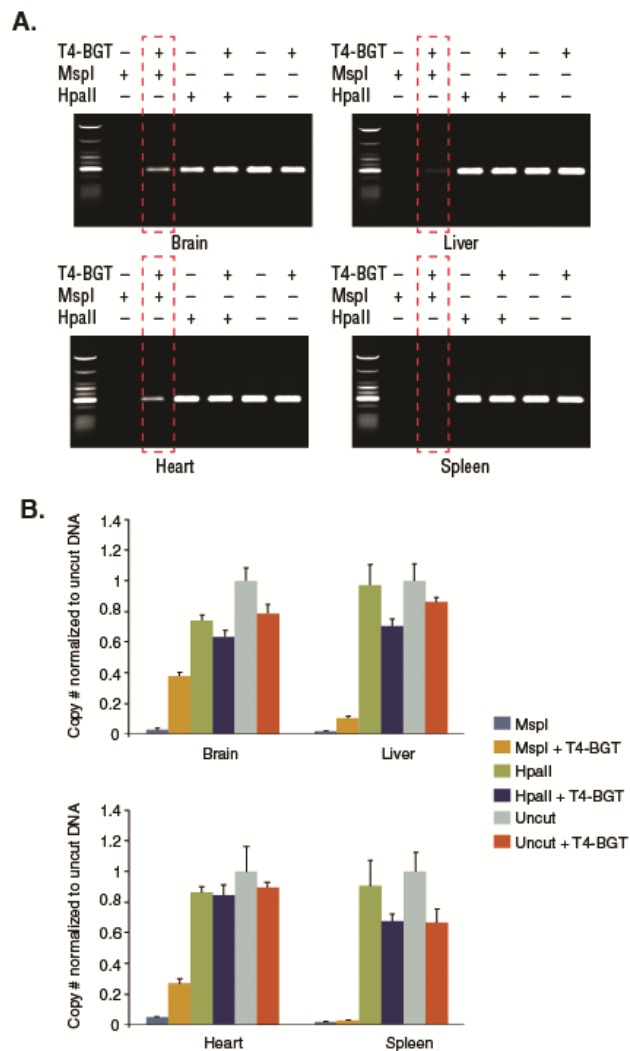 A.
T4-BGT − + − + − +
MspI + + − − − −
HpaII − − + + − −
Brain
T4-BGT − + − + − +
MspI + + − − − −
HpaII − − + + − −
Liver
T4-BGT − + − + − +
MspI + + − − − −
HpaII − − + + − −
Heart
T4-BGT − + − + − +
MspI + + − − − −
HpaII − − + + − −
Spleen
B.
Copy # normalized to uncut DNA
1.4
1.2
1
0.8
0.6
0.4
0.2
0
Brain
Liver
MspI
MspI + T4-BGT
HpaII
HpaII + T4-BGT
Uncut
Uncut + T4-BGT
Copy # normalized to uncut DNA
1.4
1.2
1
0.8
0.6
0.4
0.2
0
Heart
Spleen